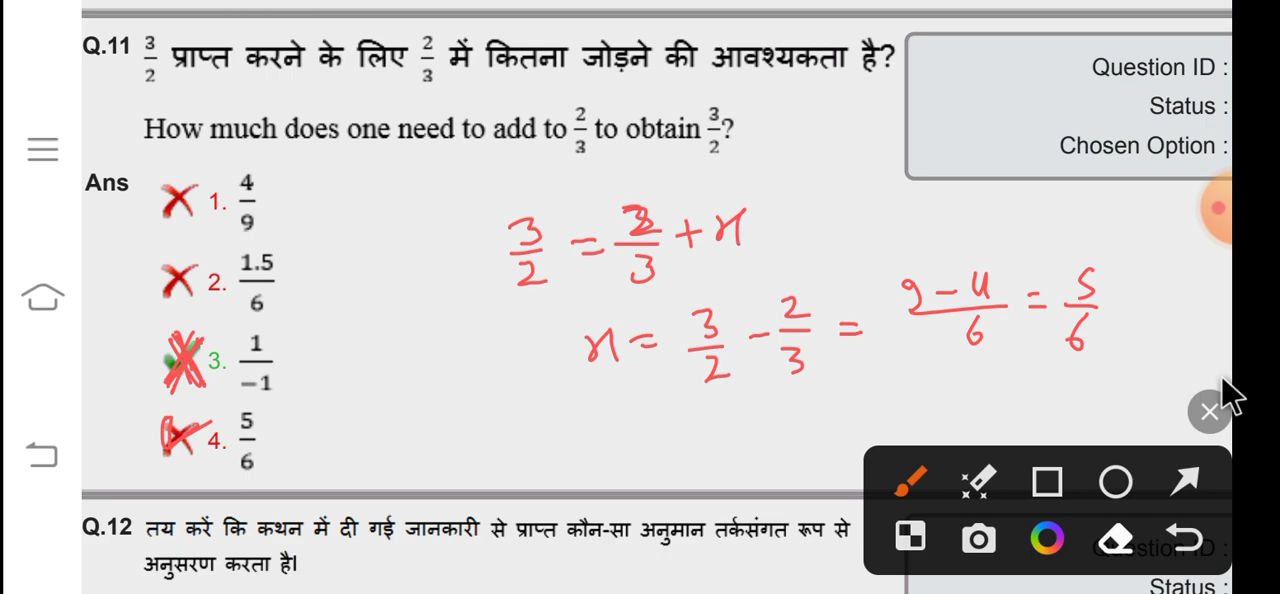 Q.11 3/2 प्राप्त करने के लिए 2/3 में कितना जोड़ने की आवश्यकता है?
How much does one need to add to 2/3 to obtain 3/2?
Question ID :
Status :
Chosen Option :
Ans
1. 4/9
2. 1.5/6
3. 1/-1
4. 5/6
3/2 = 2/3 + x
x = 3/2 - 2/3 = 9-4/6 = 5/6
Q.12 तय करें कि कथन में दी गई जानकारी से प्राप्त कौन-सा अनुमान तर्कसंगत रूप से
अनुसरण करता है।
Question ID :
Status :